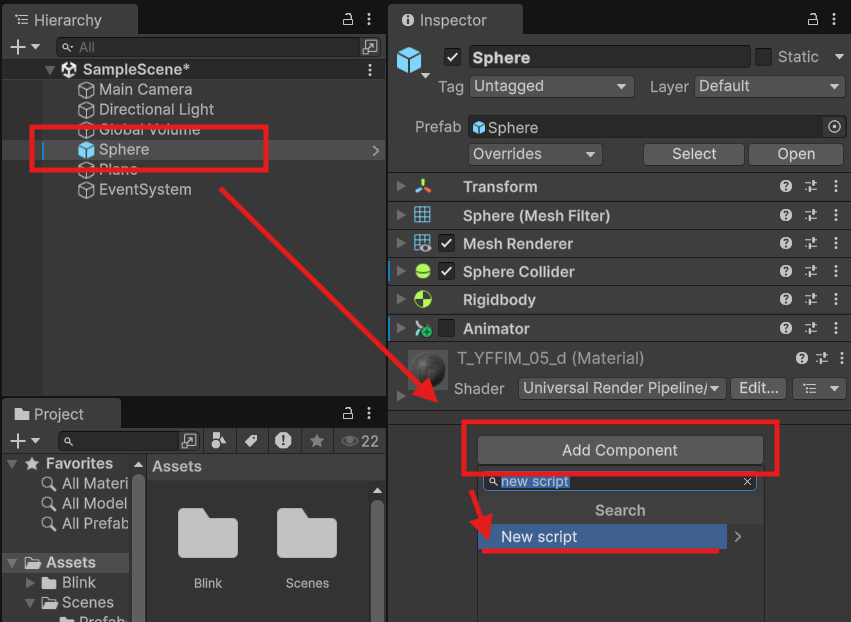 Hierarchy
All
SampleScene*
Main Camera
Directional Light
Global Volume
Sphere
Plane
EventSystem
Project
22
Favorites
All Materi
All Model
All Prefab
Assets
Blink
Scenes
Prefab
Assets
Blink
Scenes
Inspector
Sphere
Static
Tag Untagged
Layer Default
Prefab Sphere
Overrides
Select
Open
Transform
Sphere (Mesh Filter)
Mesh Renderer
Sphere Collider
Rigidbody
Animator
T_YFFIM_05_d (Material)
Shader Universal Render Pipeline/
Edit...
Add Component
new script
Search
New script